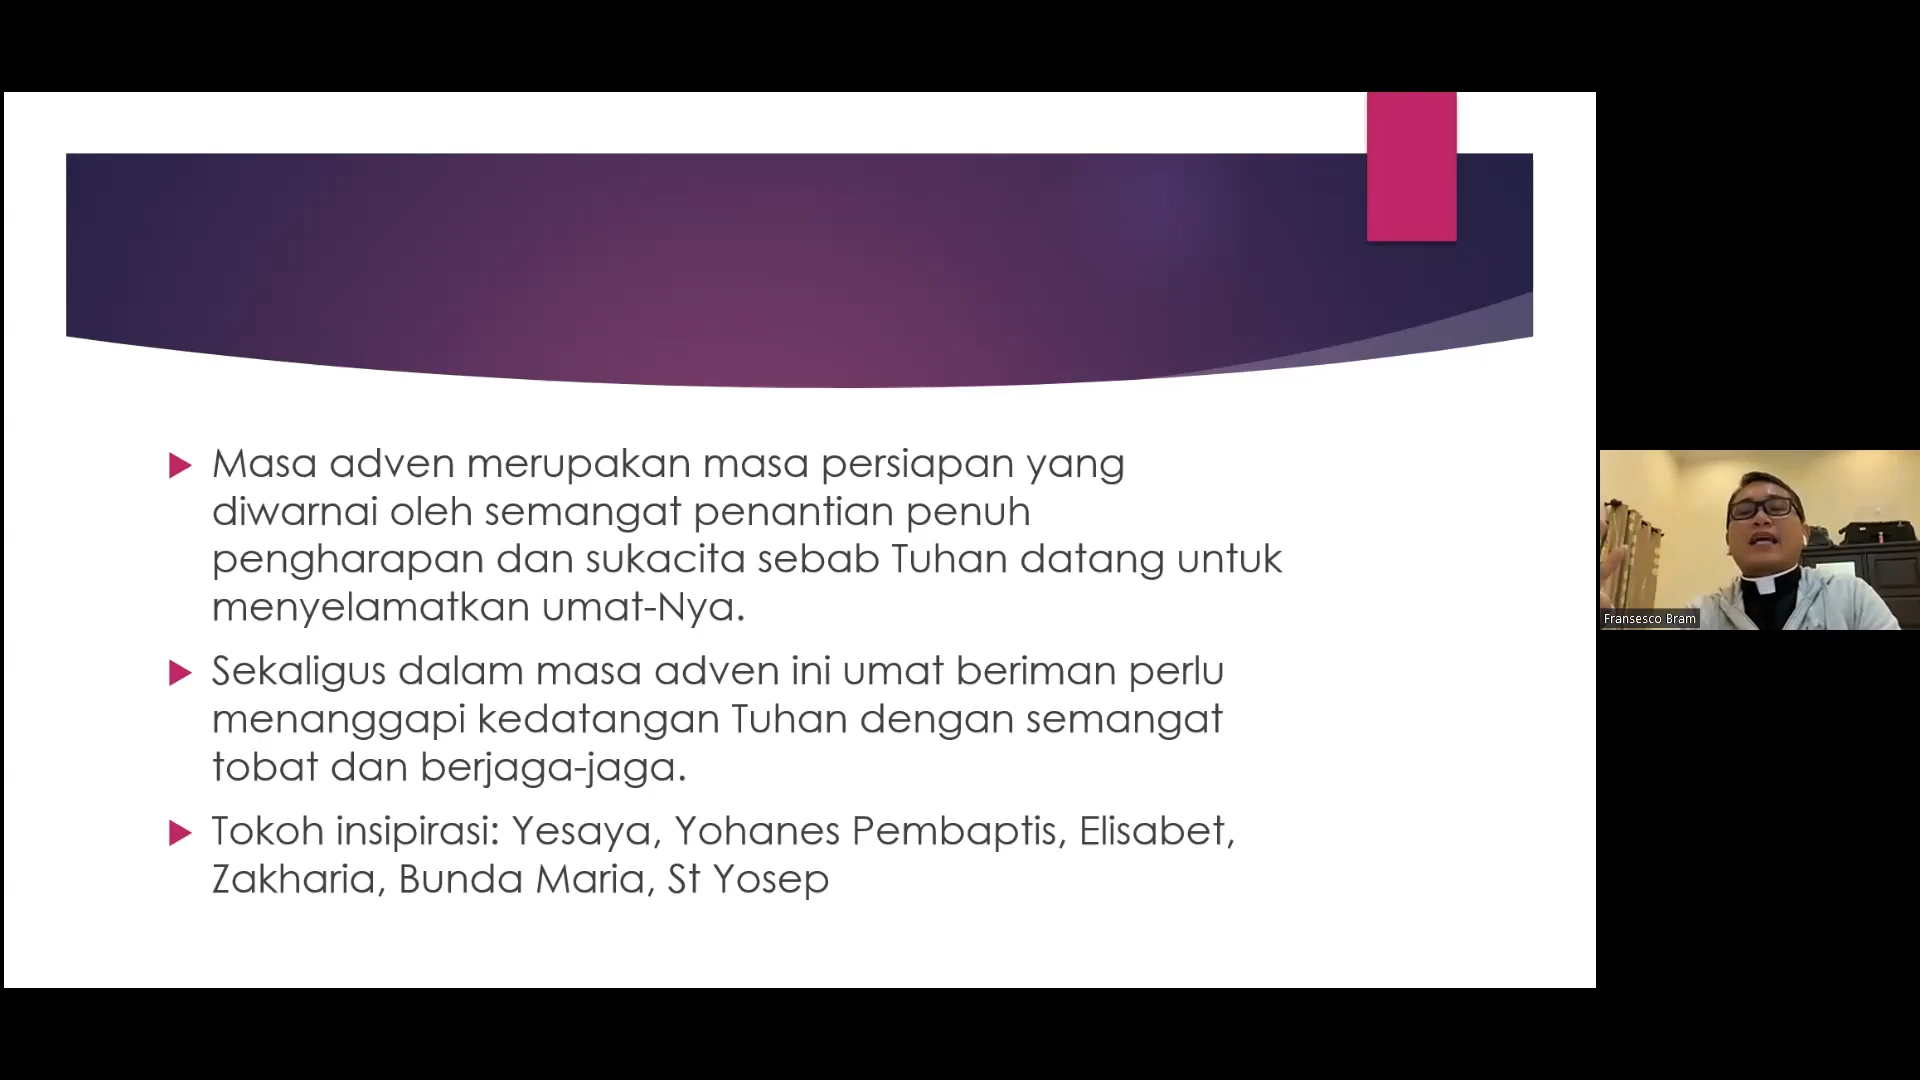 Masa adven merupakan masa persiapan yang
diwarnai oleh semangat penantian penuh
pengharapan dan sukacita sebab Tuhan datang untuk
menyelamatkan umat-Nya.
Sekaligus dalam masa adven ini umat beriman perlu
menanggapi kedatangan Tuhan dengan semangat
tobat dan berjaga-jaga.
Tokoh insipirasi: Yesaya, Yohanes Pembaptis, Elisabet,
Zakharia, Bunda Maria, St Yosep
Fransesco Bram